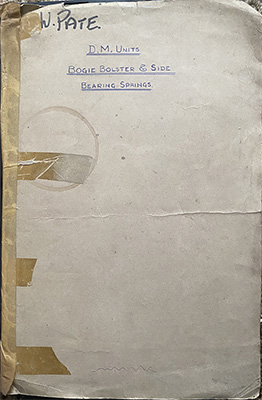 W. PATE.
D.M. UNITS
BOGIE BOLSTER & SIDE
BEARING SPRINGS